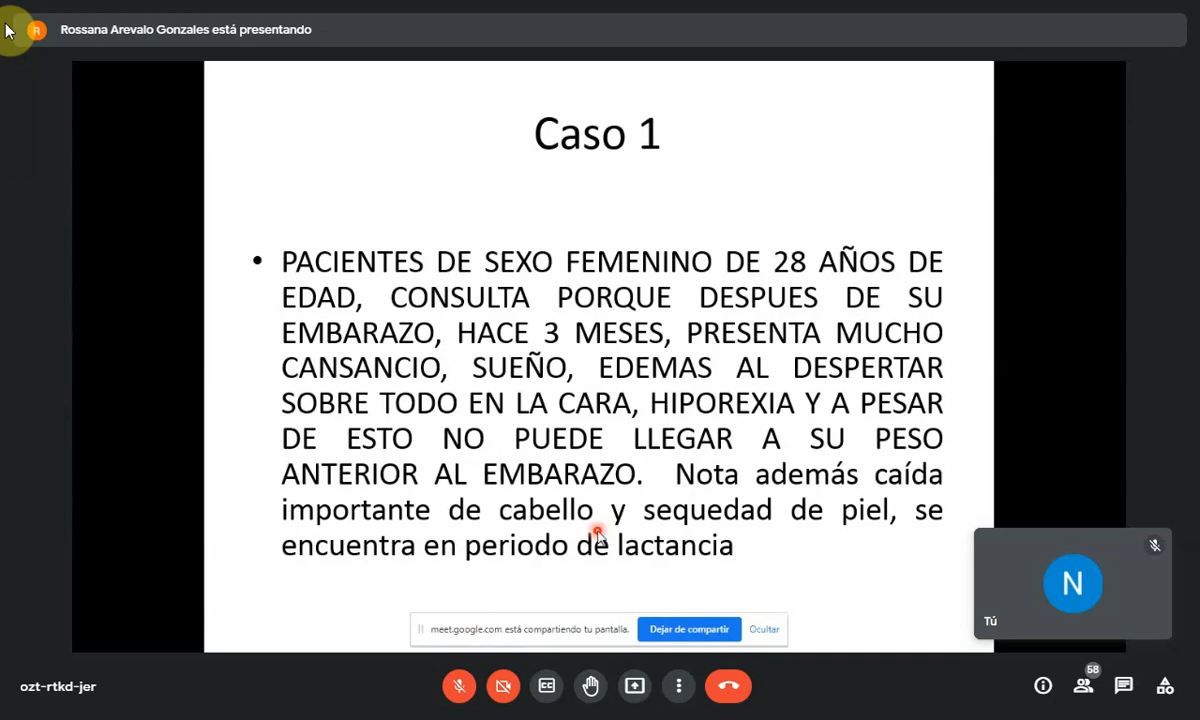 R
Rossana Arevalo Gonzales está presentando
Caso 1
• PACIENTES DE SEXO FEMENINO DE 28 AÑOS DE
EDAD, CONSULTA PORQUE DESPUES DE SU
EMBARAZO, HACE 3 MESES, PRESENTA MUCHO
CANSANCIO, SUEÑO, EDEMAS AL DESPERTAR
SOBRE TODO EN LA CARA, HIPOREXIA Y A PESAR
DE ESTO NO PUEDE LLEGAR A SU PESO
ANTERIOR AL EMBARAZO. Nota además caída
importante de cabello y sequedad de piel, se
encuentra en periodo de lactancia
N
Tú
meet.google.com está compartiendo tu pantalla. Dejar de compartir Ocultar
ozt-rtkd-jer
CC
58